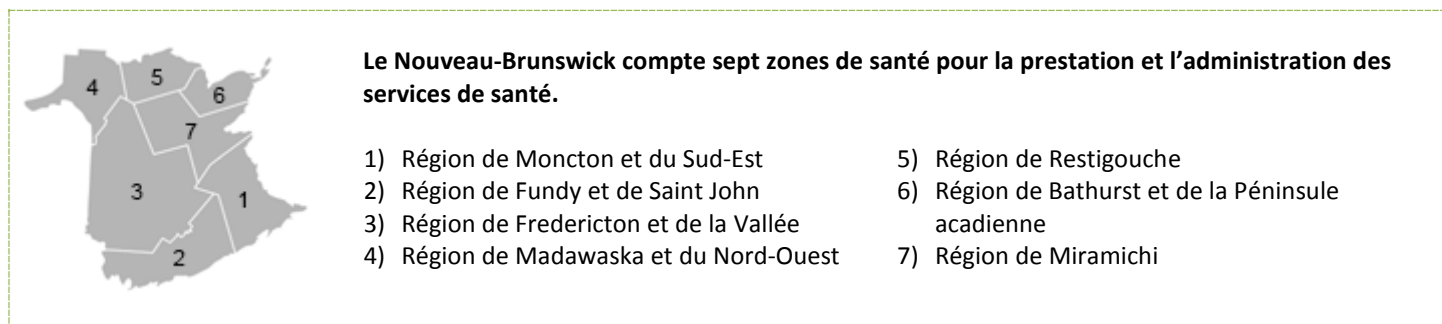 Le Nouveau-Brunswick compte sept zones de santé pour la prestation et l’administration des
services de santé.
1) Région de Moncton et du Sud-Est
2) Région de Fundy et de Saint John
3) Région de Fredericton et de la Vallée
4) Région de Madawaska et du Nord-Ouest
5) Région de Restigouche
6) Région de Bathurst et de la Péninsule
acadienne
7) Région de Miramichi
4
5
6
7
3
1
2